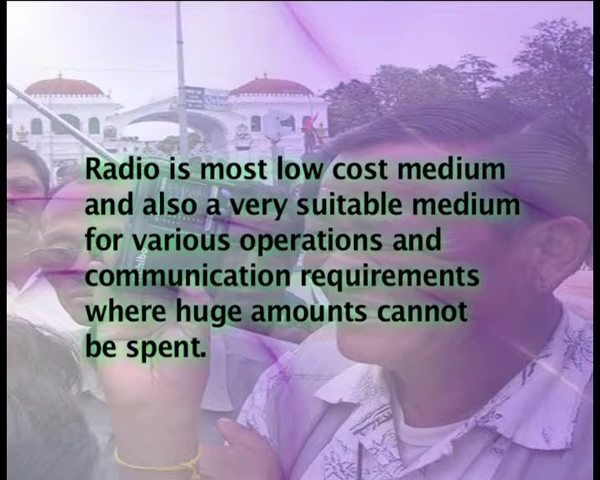 Radio is most low cost medium
and also a very suitable medium
for various operations and
communication requirements
where huge amounts cannot
be spent.